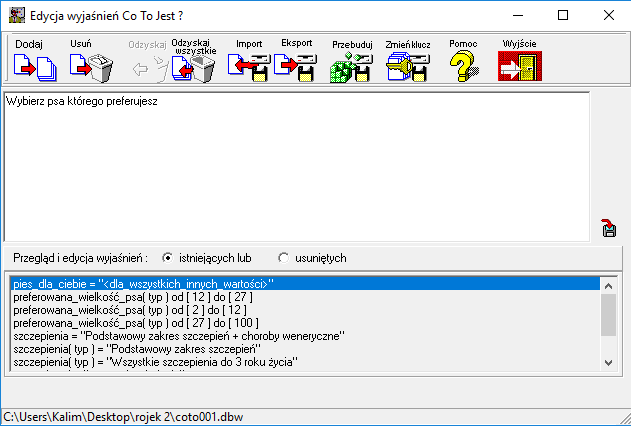 Edycja wyjaśnień Co To Jest ?
Dodaj Usuń Odzyskaj Odzyskaj wszystkie Import Eksport Przebuduj Zmień klucz Pomoc Wyjście
Wybierz psa którego preferujesz
Przegląd i edycja wyjaśnień : istniejących lub usuniętych
pies_dla_ciebie = "<dla_wszystkich_innych_wartości>"
preferowana_wielkość_psa( typ ) od [ 12 ] do [ 27 ]
preferowana_wielkość_psa( typ ) od [ 2 ] do [ 12 ]
preferowana_wielkość_psa( typ ) od [ 27 ] do [ 100 ]
szczepienia = "Podstawowy zakres szczepień + choroby weneryczne"
szczepienia( typ ) = "Podstawowy zakres szczepień"
szczepienia( typ ) = "Wszystkie szczepienia do 3 roku życia"
C:\Users\Kalim\Desktop\rojek 2\coto001.dbw